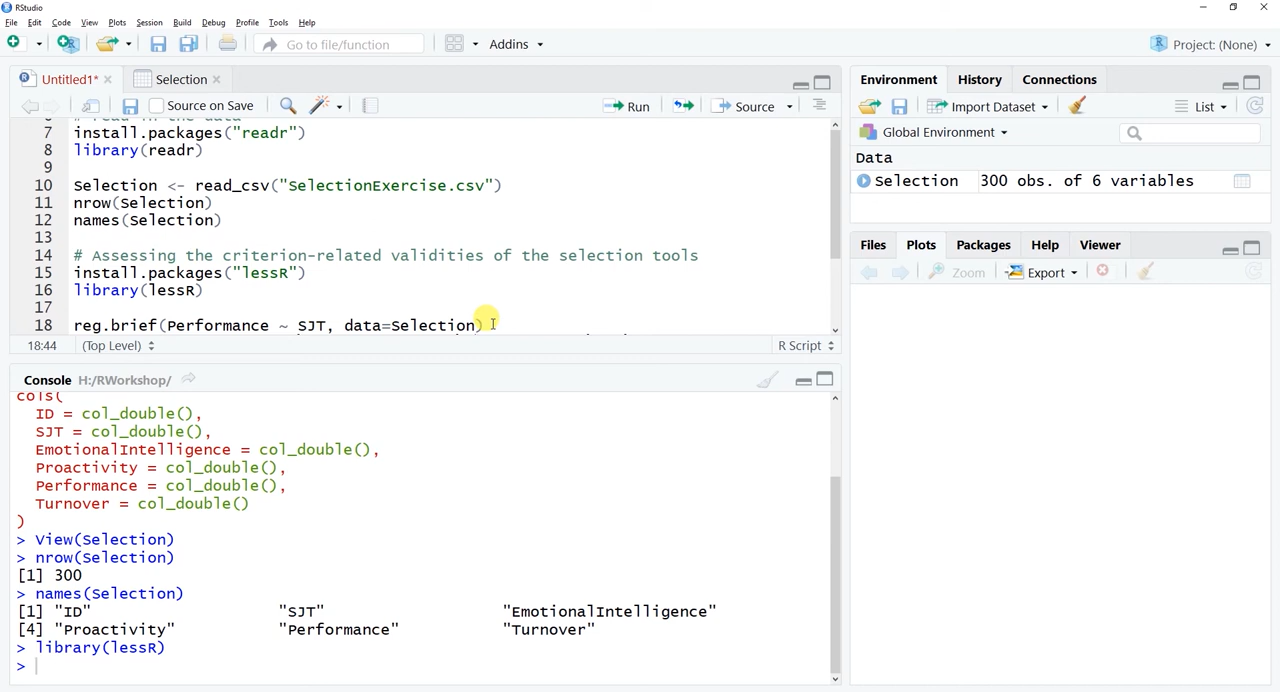 RStudio
File Edit Code View Plots Session Build Debug Profile Tools Help
Go to file/function Addins Project: (None)
Untitled1* Selection
Source on Save Run Source
6 # read in the data
7 install.packages("readr")
8 library(readr)
9
10 Selection <- read_csv("SelectionExercise.csv")
11 nrow(Selection)
12 names(Selection)
13
14 # Assessing the criterion-related validities of the selection tools
15 install.packages("lessR")
16 library(lessR)
17
18 reg.brief(Performance ~ SJT, data=Selection)
18:44 (Top Level) R Script
Console H:/RWorkshop/
cols(
ID = col_double(),
SJT = col_double(),
EmotionalIntelligence = col_double(),
Proactivity = col_double(),
Performance = col_double(),
Turnover = col_double()
)
> View(Selection)
> nrow(Selection)
[1] 300
> names(Selection)
[1] "ID" "SJT" "EmotionalIntelligence"
[4] "Proactivity" "Performance" "Turnover"
> library(lessR)
>
Environment History Connections
Import Dataset List
Global Environment
Data
Selection 300 obs. of 6 variables
Files Plots Packages Help Viewer
Zoom Export